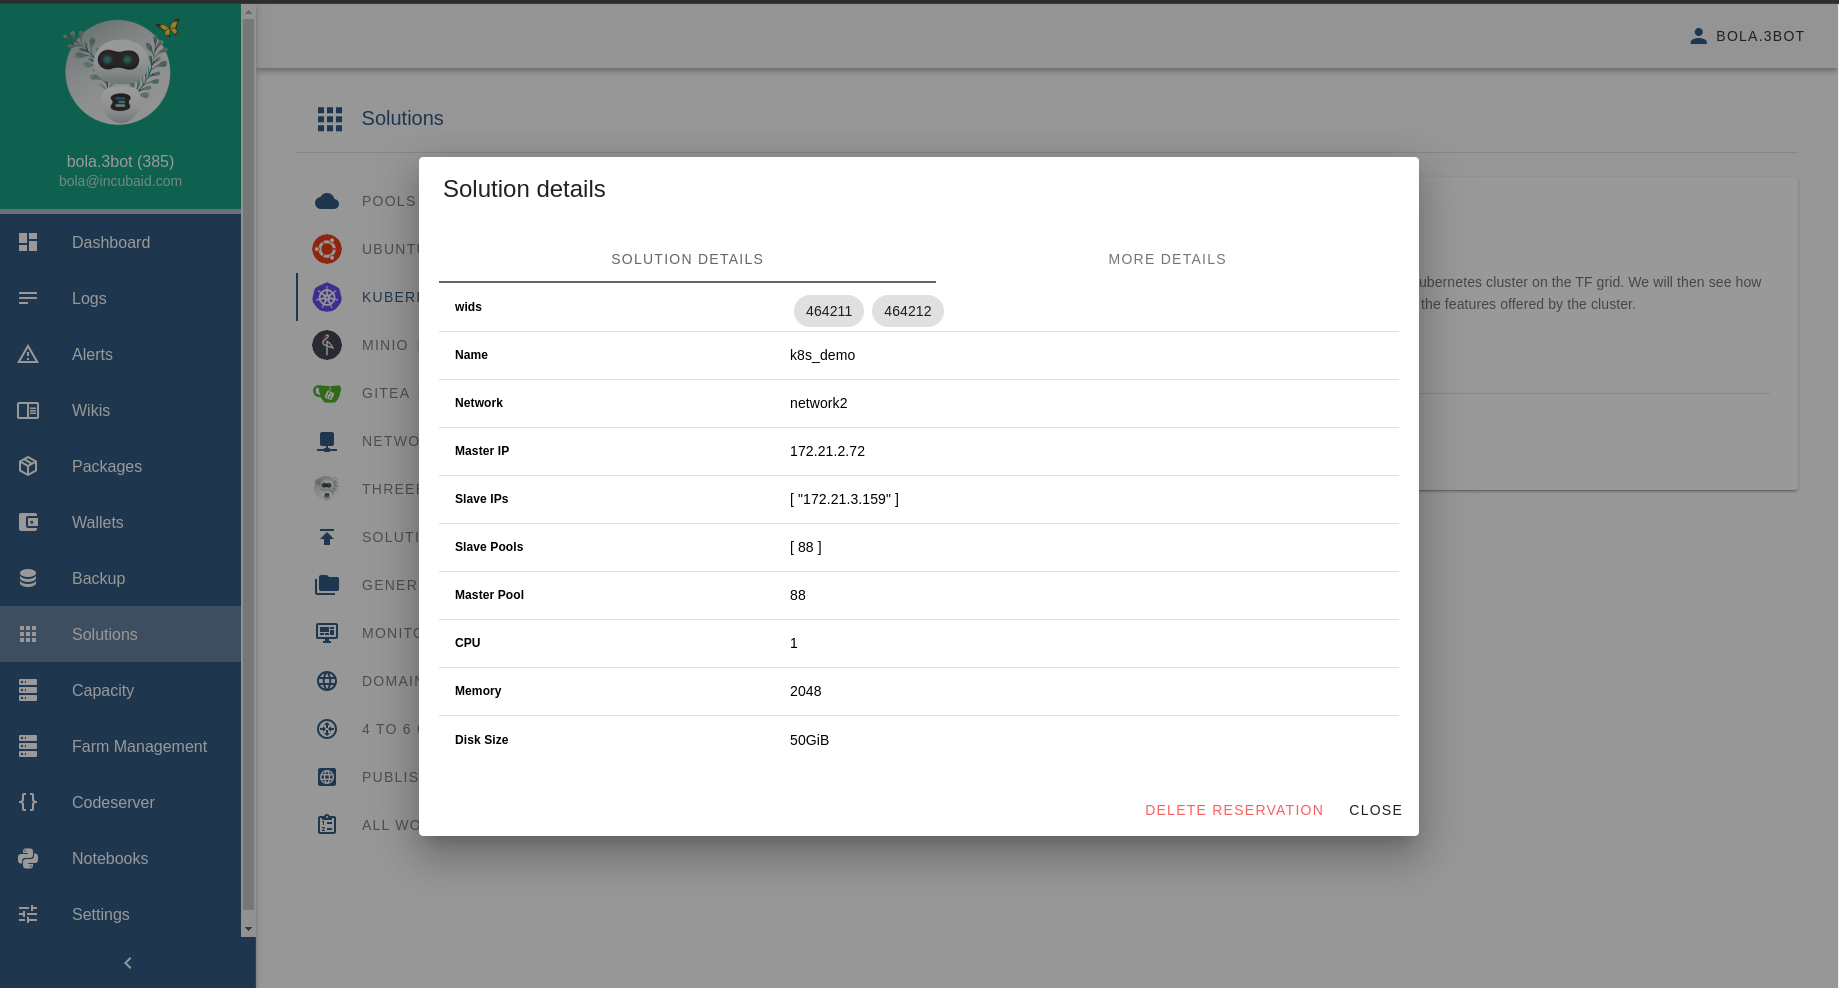 bola.3bot (385)
bola@incubaid.com
Dashboard
Logs
Alerts
Wikis
Packages
Wallets
Backup
Solutions
Capacity
Farm Management
Codeserver
Notebooks
Settings
BOLA.3BOT
Solutions
POOLS
UBUNTU
KUBER
MINIO
GITEA
NETWO
THREE
SOLUTI
GENER
MONITO
DOMAIN
4 TO 6
PUBLIS
ALL WO
ubernetes cluster on the TF grid. We will then see how
the features offered by the cluster.
Solution details
SOLUTION DETAILS MORE DETAILS
wids 464211 464212
Name k8s_demo
Network network2
Master IP 172.21.2.72
Slave IPs [ "172.21.3.159" ]
Slave Pools [ 88 ]
Master Pool 88
CPU 1
Memory 2048
Disk Size 50GiB
DELETE RESERVATION CLOSE